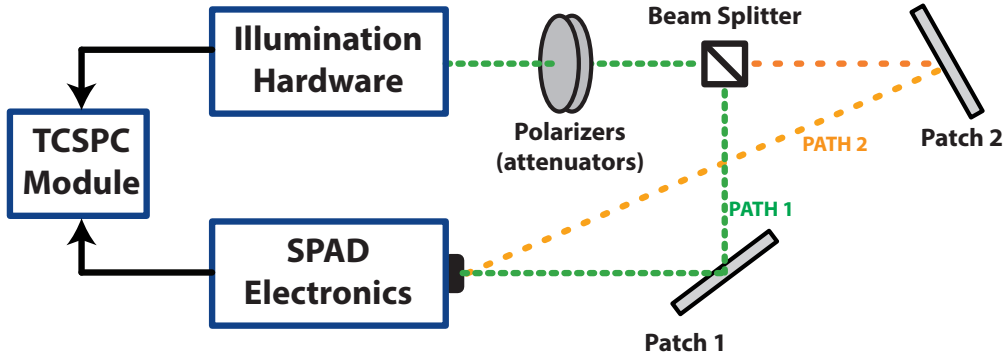 Illumination
Hardware
Beam Splitter
Polarizers
(attenuators)
Patch 2
PATH 2
TCSPC
Module
PATH 1
SPAD
Electronics
Patch 1